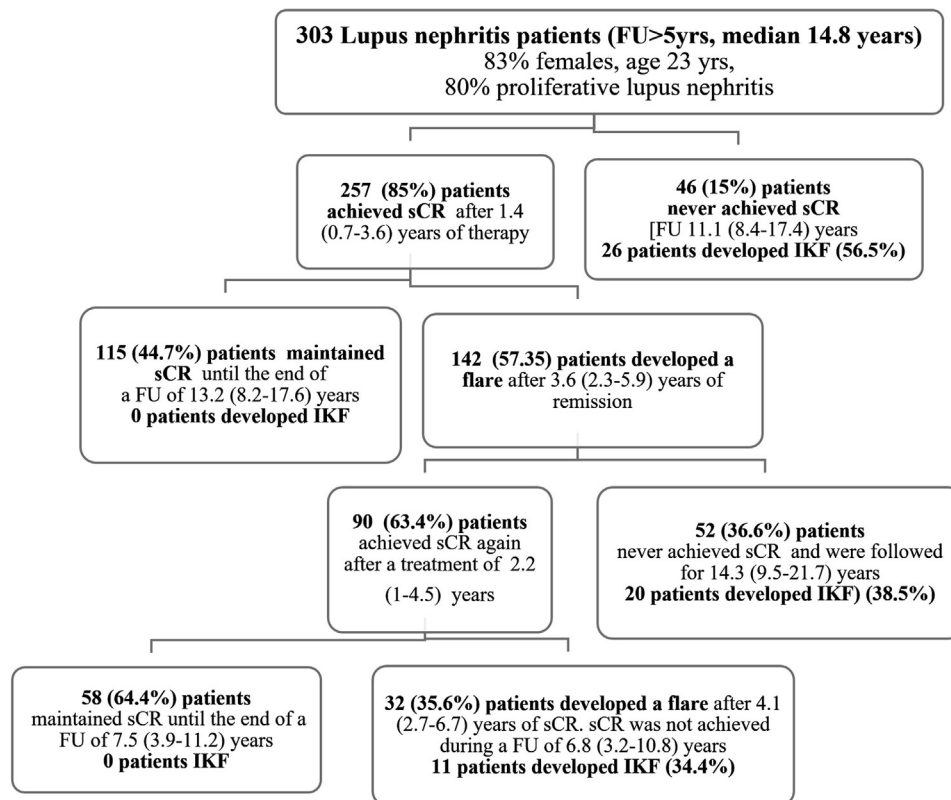 303 Lupus nephritis patients (FU>5yrs, median 14.8 years)
83% females, age 23 yrs,
80% proliferative lupus nephritis
257 (85%) patients
achieved sCR after 1.4
(0.7-3.6) years of therapy
46 (15%) patients
never achieved sCR
[FU 11.1 (8.4-17.4) years
26 patients developed IKF (56.5%)
115 (44.7%) patients maintained
sCR until the end of
a FU of 13.2 (8.2-17.6) years
0 patients developed IKF
142 (57.35) patients developed a
flare after 3.6 (2.3-5.9) years of
remission
90 (63.4%) patients
achieved sCR again
after a treatment of 2.2
(1-4.5) years
52 (36.6%) patients
never achieved sCR and were followed
for 14.3 (9.5-21.7) years
20 patients developed IKF) (38.5%)
58 (64.4%) patients
maintained sCR until the end of a
FU of 7.5 (3.9-11.2) years
0 patients IKF
32 (35.6%) patients developed a flare after 4.1
(2.7-6.7) years of sCR. sCR was not achieved
during a FU of 6.8 (3.2-10.8) years
11 patients developed IKF (34.4%)